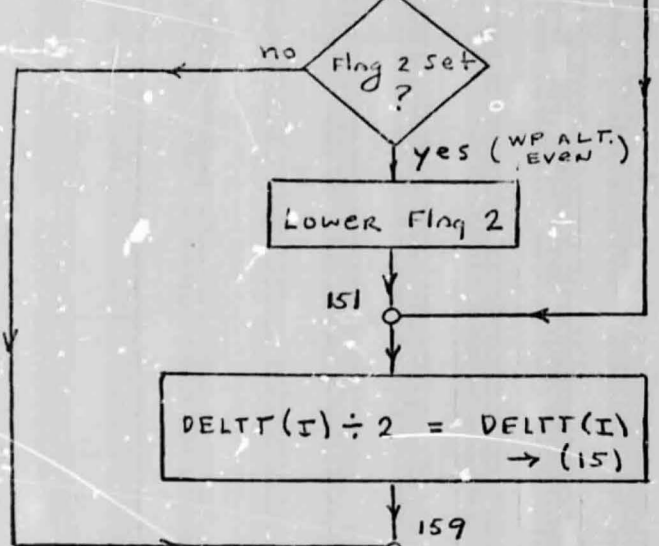 no
Flag 2 set
?
yes (WP ALT.
EVEN)
LOWER Flag 2
151
DELTT(I) ÷ 2 = DELTT(I)
→ (15)
159